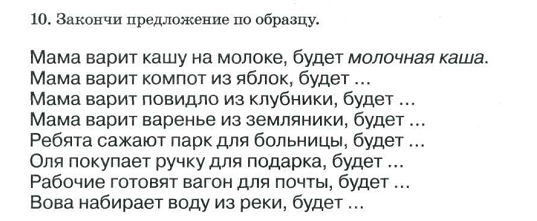 10. Закончи предложение по образцу.
Мама варит кашу на молоке, будет молочная каша.
Мама варит компот из яблок, будет ...
Мама варит повидло из клубники, будет ...
Мама варит варенье из земляники, будет ...
Ребята сажают парк для больницы, будет ...
Оля покупает ручку для подарка, будет ...
Рабочие готовят вагон для почты, будет ...
Вова набирает воду из реки, будет ...